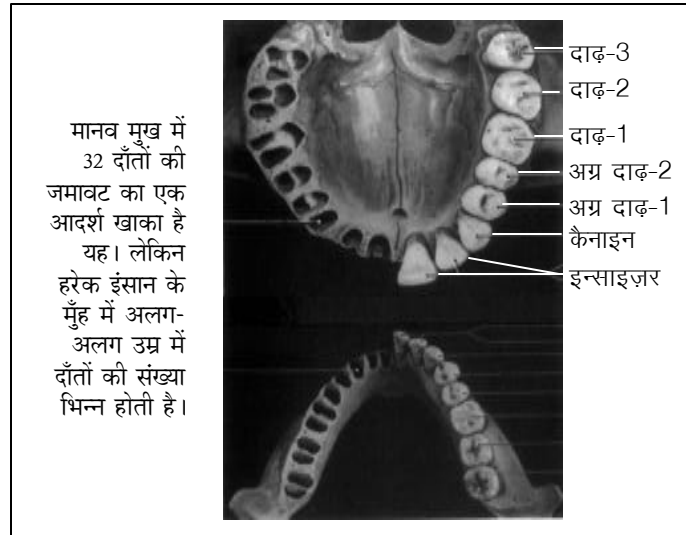 मानव मुख में
32 दाँतों की
जमावट का एक
आदर्श खाका है
यह। लेकिन
हरेक इंसान के
मुँह में अलग-
अलग उम्र में
दाँतों की संख्या
भिन्न होती है।
दाढ़-3
दाढ़-2
दाढ़-1
अग्र दाढ़-2
अग्र दाढ़-1
कैनाइन
इन्साइज़र